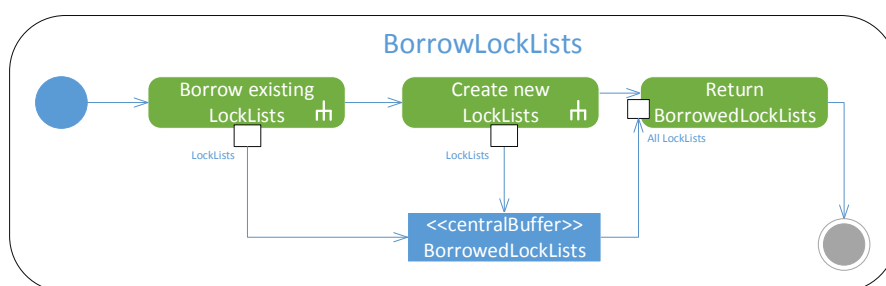 BorrowLockLists
Borrow existing
LockLists
Create new
LockLists
Return
BorrowedLockLists
LockLists
LockLists
All LockLists
<<centralBuffer>>
BorrowedLockLists